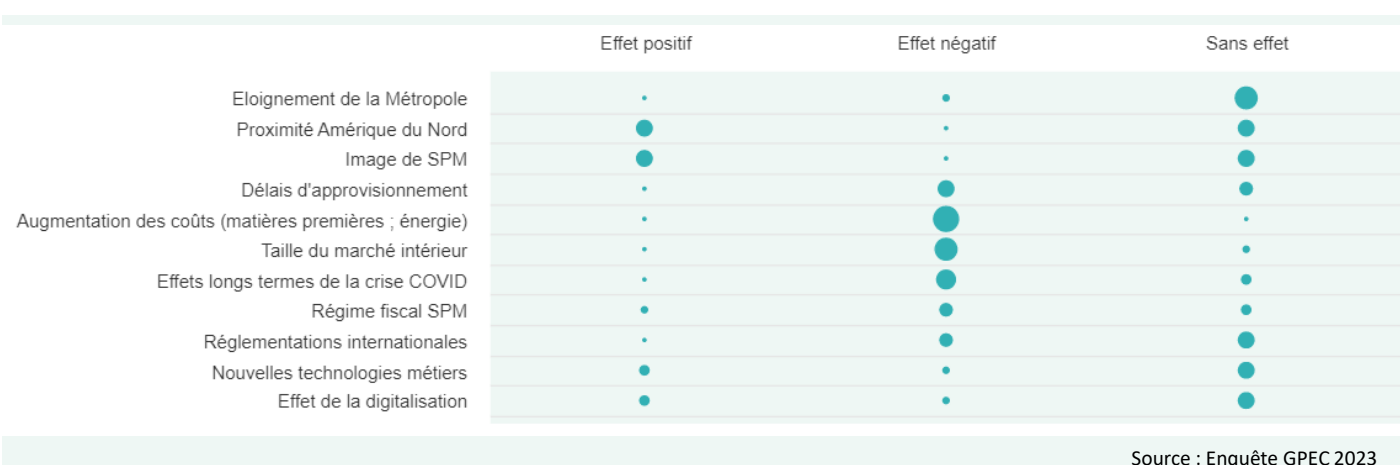 Effet positif Effet négatif Sans effet
Eloignement de la Métropole
Proximité Amérique du Nord
Image de SPM
Délais d'approvisionnement
Augmentation des coûts (matières premières ; énergie)
Taille du marché intérieur
Effets longs termes de la crise COVID
Régime fiscal SPM
Réglementations internationales
Nouvelles technologies métiers
Effet de la digitalisation
Source : Enquête GPEC 2023